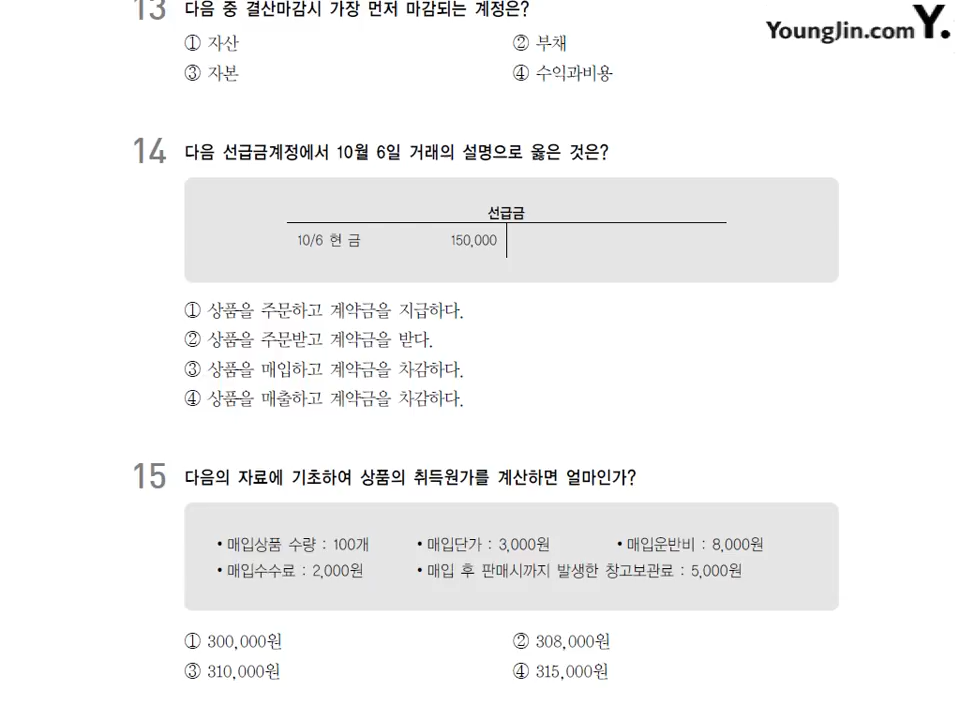 13 다음 중 결산마감시 가장 먼저 마감되는 계정은?
YoungJin.com Y.
① 자산 ② 부채
③ 자본 ④ 수익과비용
14 다음 선급금계정에서 10월 6일 거래의 설명으로 옳은 것은?
선급금
10/6 현 금 150,000
① 상품을 주문하고 계약금을 지급하다.
② 상품을 주문받고 계약금을 받다.
③ 상품을 매입하고 계약금을 차감하다.
④ 상품을 매출하고 계약금을 차감하다.
15 다음의 자료에 기초하여 상품의 취득원가를 계산하면 얼마인가?
• 매입상품 수량 : 100개 • 매입단가 : 3,000원 • 매입운반비 : 8,000원
• 매입수수료 : 2,000원 • 매입 후 판매시까지 발생한 창고보관료 : 5,000원
① 300,000원 ② 308,000원
③ 310,000원 ④ 315,000원